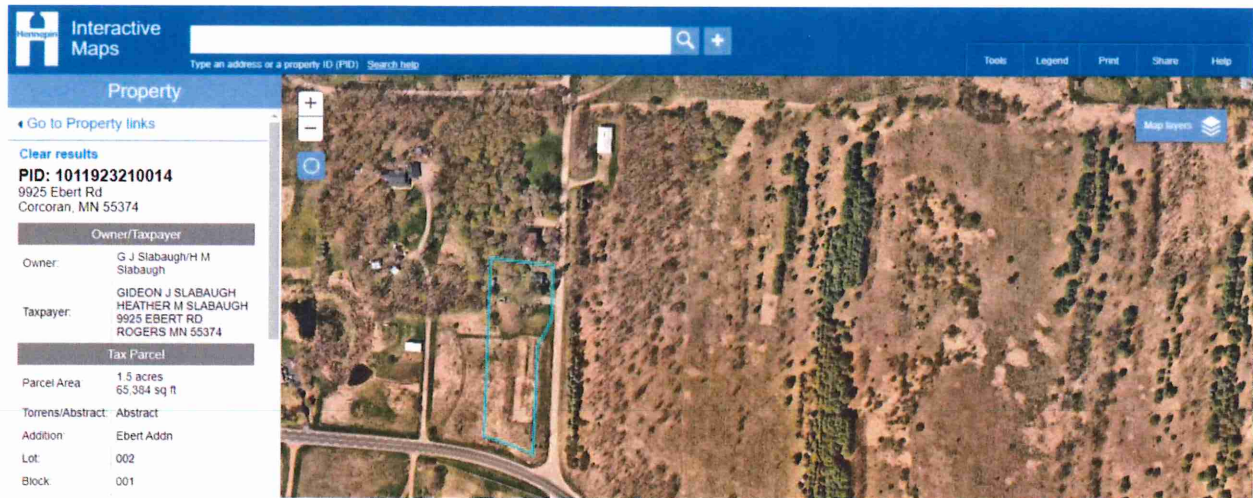 Hennepin
Interactive
Maps
Type an address or a property ID (PID) Search help
Tools Legend Print Share Help
Property
Go to Property links
Clear results
PID: 1011923210014
9925 Ebert Rd
Corcoran, MN 55374
Owner/Taxpayer
Owner: G J Slabaugh/H M
Slabaugh
Taxpayer: GIDEON J SLABAUGH
HEATHER M SLABAUGH
9925 EBERT RD
ROGERS MN 55374
Tax Parcel
Parcel Area: 1.5 acres
65,384 sq ft
Torrens/Abstract: Abstract
Addition: Ebert Addn
Lot: 002
Block: 001
+
−
Map layers